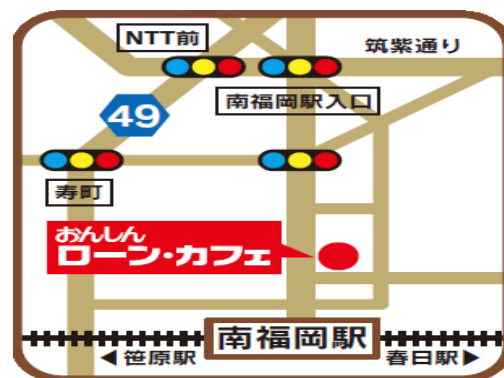 NTT前
筑紫通り
南福岡駅入口
49
寿町
おんしん
ローン・カフェ
南福岡駅
◀笹原駅
春日駅▶